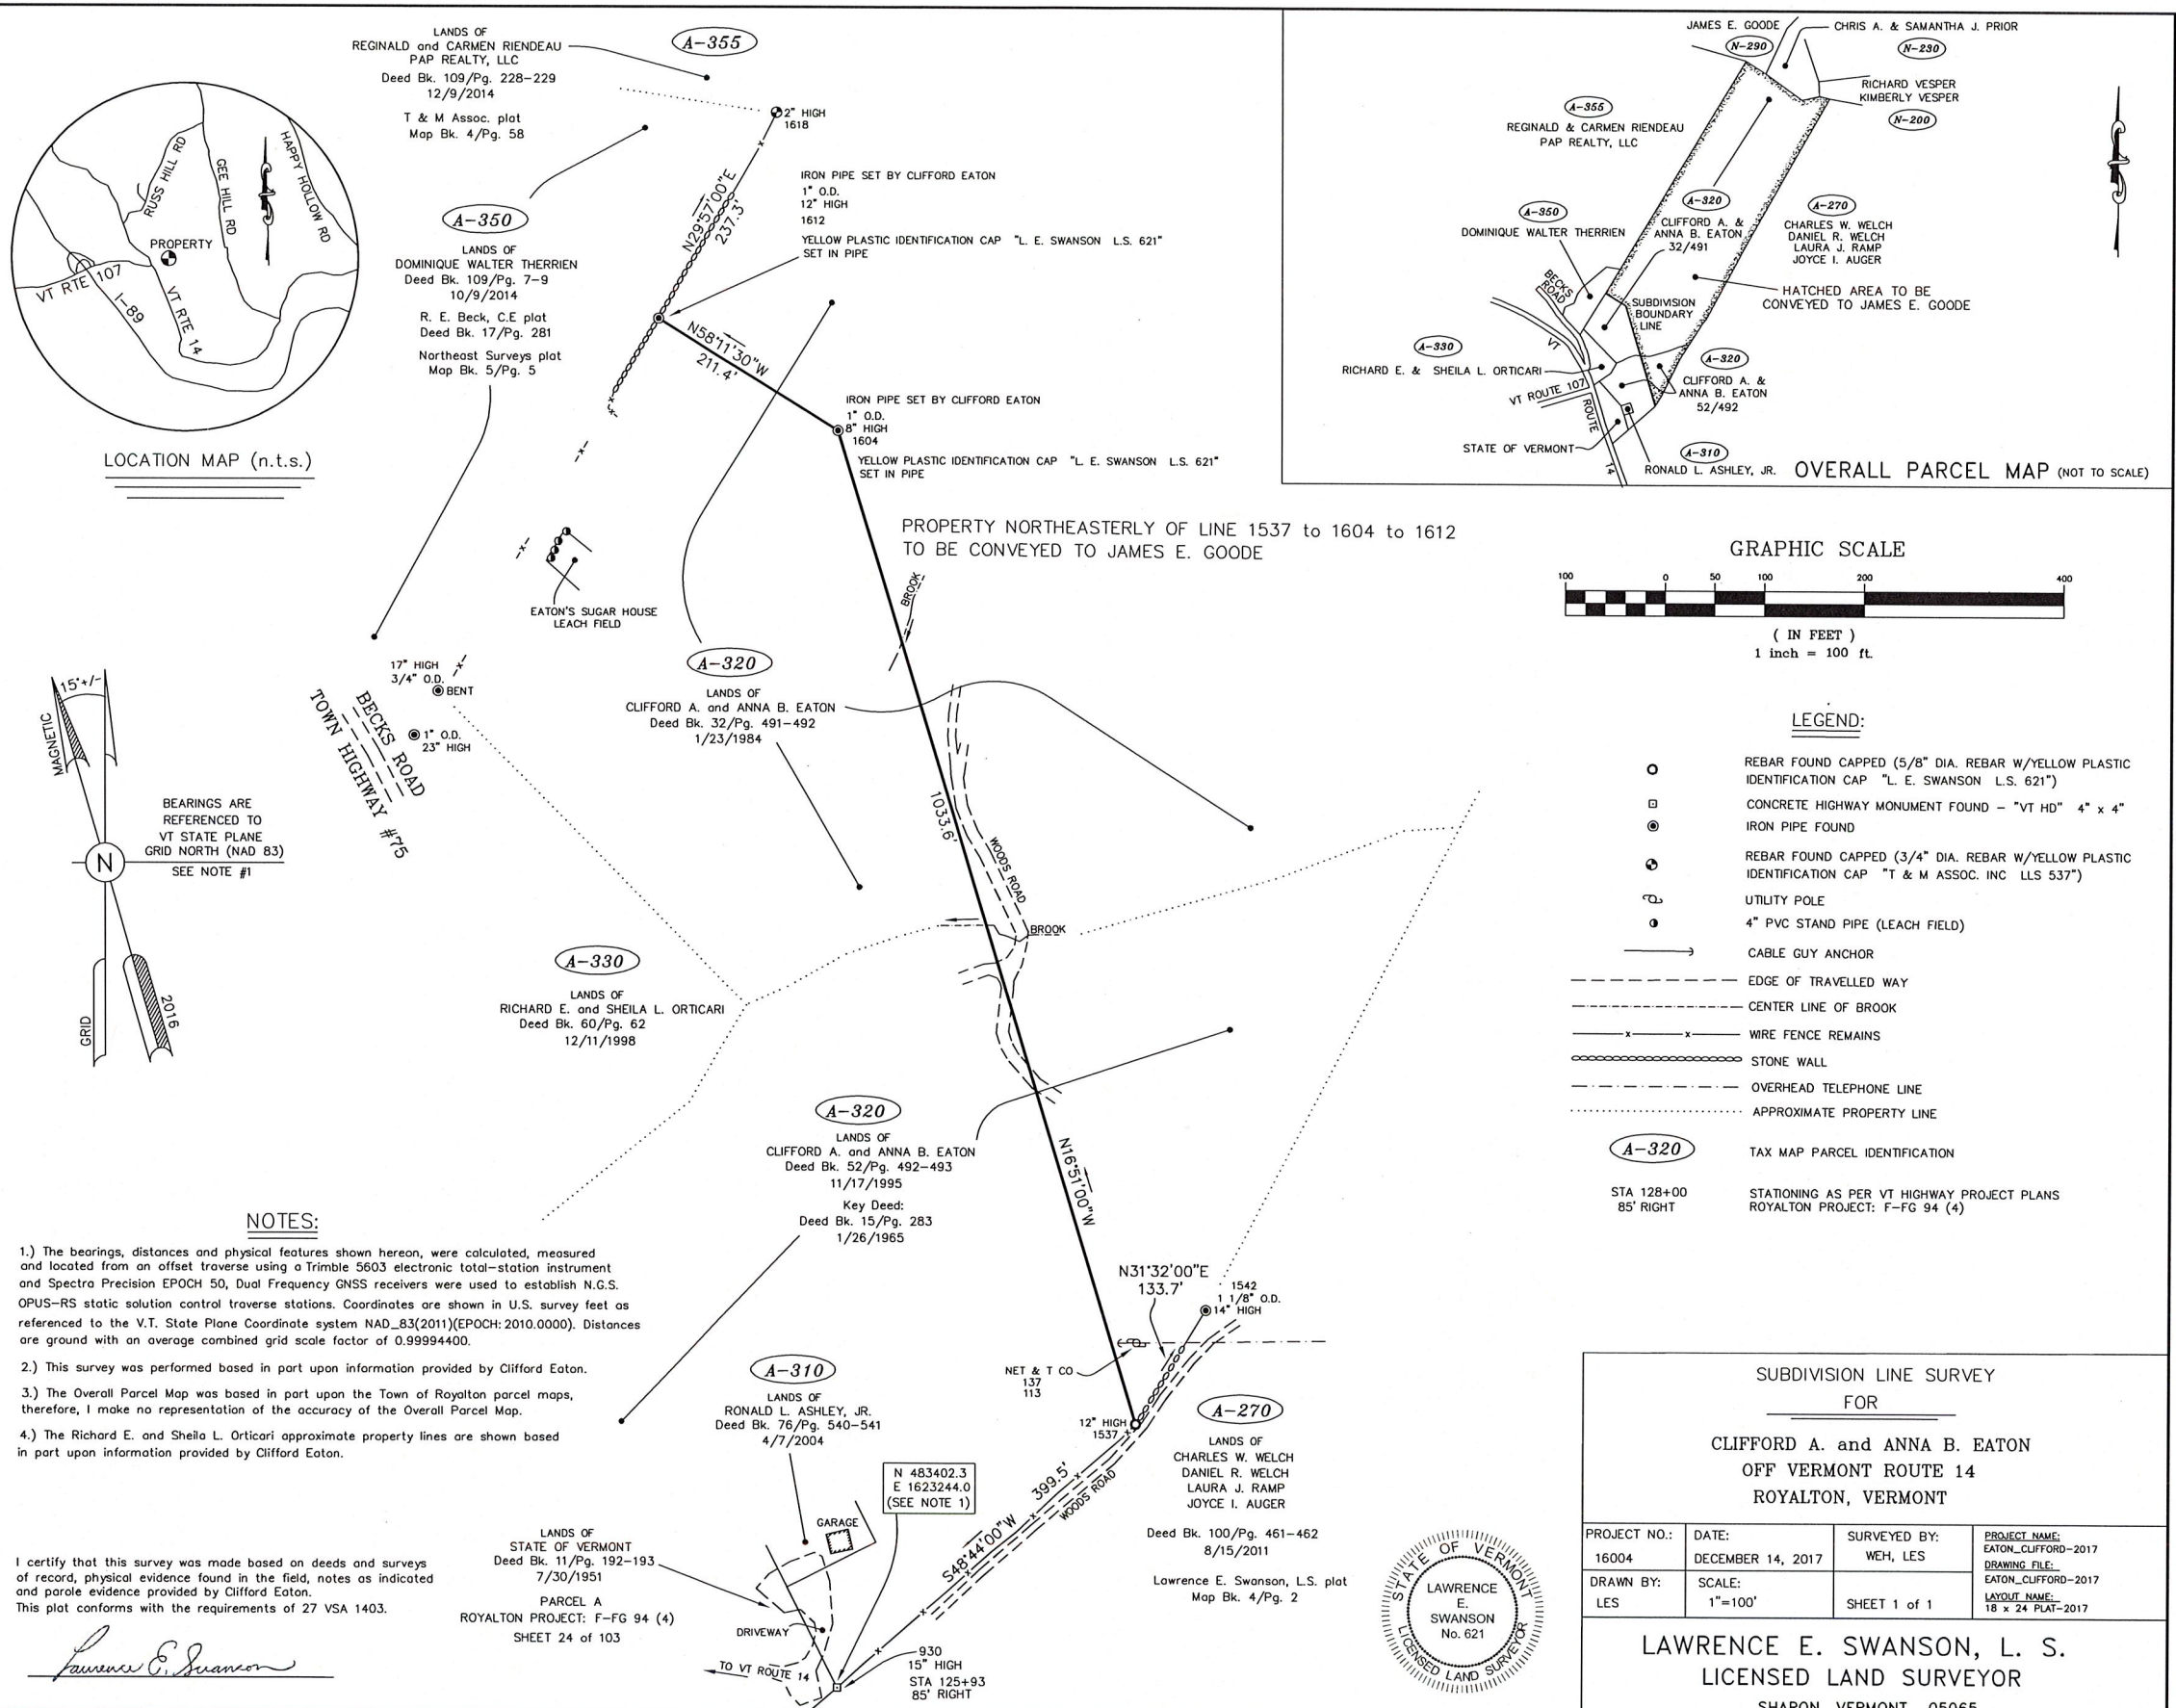 LANDS OF
REGINALD and CARMEN RIENDEAU
PAP REALTY, LLC
Deed Bk. 109/Pg. 228-229
12/9/2014
T & M Assoc. plat
Map Bk. 4/Pg. 58
A-355
2" HIGH
1618
N29°57'00"E
237.3'
IRON PIPE SET BY CLIFFORD EATON
1" O.D.
12" HIGH
1612
YELLOW PLASTIC IDENTIFICATION CAP "L. E. SWANSON L.S. 621"
SET IN PIPE
RUSS HILL RD
GEE HILL RD
HAPPY HOLLOW RD
PROPERTY
VT RTE 107
I-89
VT RTE 14
LOCATION MAP (n.t.s.)
A-350
LANDS OF
DOMINIQUE WALTER THERRIEN
Deed Bk. 109/Pg. 7-9
10/9/2014
R. E. Beck, C.E plat
Deed Bk. 17/Pg. 281
Northeast Surveys plat
Map Bk. 5/Pg. 5
N58°11'30"W
211.4'
IRON PIPE SET BY CLIFFORD EATON
1" O.D.
8" HIGH
1604
YELLOW PLASTIC IDENTIFICATION CAP "L. E. SWANSON L.S. 621"
SET IN PIPE
JAMES E. GOODE
N-290
CHRIS A. & SAMANTHA J. PRIOR
N-230
RICHARD VESPER
KIMBERLY VESPER
N-200
A-355
REGINALD & CARMEN RIENDEAU
PAP REALTY, LLC
A-350
DOMINIQUE WALTER THERRIEN
A-320
CLIFFORD A. &
ANNA B. EATON
32/491
A-270
CHARLES W. WELCH
DANIEL R. WELCH
LAURA J. RAMP
JOYCE I. AUGER
HATCHED AREA TO BE
CONVEYED TO JAMES E. GOODE
BECKS
ROAD
SUBDIVISION
BOUNDARY
LINE
VT
A-330
RICHARD E. & SHEILA L. ORTICARI
A-320
CLIFFORD A. &
ANNA B. EATON
52/492
VT ROUTE 107
ROUTE
14
STATE OF VERMONT
A-310
RONALD L. ASHLEY, JR.
OVERALL PARCEL MAP (NOT TO SCALE)
PROPERTY NORTHEASTERLY OF LINE 1537 to 1604 to 1612
TO BE CONVEYED TO JAMES E. GOODE
BROOK
EATON'S SUGAR HOUSE
LEACH FIELD
GRAPHIC SCALE
100 0 50 100 200 400
( IN FEET )
1 inch = 100 ft.
17" HIGH
3/4" O.D.
BENT
1" O.D.
23" HIGH
BECKS ROAD
TOWN HIGHWAY #75
A-320
LANDS OF
CLIFFORD A. and ANNA B. EATON
Deed Bk. 32/Pg. 491-492
1/23/1984
15°+/-
MAGNETIC
BEARINGS ARE
REFERENCED TO
VT STATE PLANE
GRID NORTH (NAD 83)
SEE NOTE #1
N
GRID
2016
1033.6'
WOODS ROAD
BROOK
LEGEND:
REBAR FOUND CAPPED (5/8" DIA. REBAR W/YELLOW PLASTIC
IDENTIFICATION CAP "L. E. SWANSON L.S. 621")
CONCRETE HIGHWAY MONUMENT FOUND - "VT HD" 4" x 4"
IRON PIPE FOUND
REBAR FOUND CAPPED (3/4" DIA. REBAR W/YELLOW PLASTIC
IDENTIFICATION CAP "T & M ASSOC. INC LLS 537")
UTILITY POLE
4" PVC STAND PIPE (LEACH FIELD)
CABLE GUY ANCHOR
EDGE OF TRAVELLED WAY
CENTER LINE OF BROOK
WIRE FENCE REMAINS
STONE WALL
OVERHEAD TELEPHONE LINE
APPROXIMATE PROPERTY LINE
A-320
TAX MAP PARCEL IDENTIFICATION
STA 128+00
85' RIGHT
STATIONING AS PER VT HIGHWAY PROJECT PLANS
ROYALTON PROJECT: F-FG 94 (4)
A-330
LANDS OF
RICHARD E. and SHEILA L. ORTICARI
Deed Bk. 60/Pg. 62
12/11/1998
A-320
LANDS OF
CLIFFORD A. and ANNA B. EATON
Deed Bk. 52/Pg. 492-493
11/17/1995
Key Deed:
Deed Bk. 15/Pg. 283
1/26/1965
N16°51'00"W
N31°32'00"E
133.7'
1542
1 1/8" O.D.
14" HIGH
NET & T CO
137
113
12" HIGH
1537
NOTES:
1.) The bearings, distances and physical features shown hereon, were calculated, measured
and located from an offset traverse using a Trimble 5603 electronic total-station instrument
and Spectra Precision EPOCH 50, Dual Frequency GNSS receivers were used to establish N.G.S.
OPUS-RS static solution control traverse stations. Coordinates are shown in U.S. survey feet as
referenced to the V.T. State Plane Coordinate system NAD_83(2011)(EPOCH: 2010.0000). Distances
are ground with an average combined grid scale factor of 0.99994400.
2.) This survey was performed based in part upon information provided by Clifford Eaton.
3.) The Overall Parcel Map was based in part upon the Town of Royalton parcel maps,
therefore, I make no representation of the accuracy of the Overall Parcel Map.
4.) The Richard E. and Sheila L. Orticari approximate property lines are shown based
in part upon information provided by Clifford Eaton.
A-310
LANDS OF
RONALD L. ASHLEY, JR.
Deed Bk. 76/Pg. 540-541
4/7/2004
N 483402.3
E 1623244.0
(SEE NOTE 1)
GARAGE
399.5'
S48°44'00"W
WOODS ROAD
A-270
LANDS OF
CHARLES W. WELCH
DANIEL R. WELCH
LAURA J. RAMP
JOYCE I. AUGER
Deed Bk. 100/Pg. 461-462
8/15/2011
Lawrence E. Swanson, L.S. plat
Map Bk. 4/Pg. 2
LANDS OF
STATE OF VERMONT
Deed Bk. 11/Pg. 192-193
7/30/1951
PARCEL A
ROYALTON PROJECT: F-FG 94 (4)
SHEET 24 of 103
DRIVEWAY
TO VT ROUTE 14
930
15" HIGH
STA 125+93
85' RIGHT
I certify that this survey was made based on deeds and surveys
of record, physical evidence found in the field, notes as indicated
and parole evidence provided by Clifford Eaton.
This plat conforms with the requirements of 27 VSA 1403.
Lawrence E. Swanson
STATE OF VERMONT
LAWRENCE
E.
SWANSON
No. 621
LICENSED LAND SURVEYOR
SUBDIVISION LINE SURVEY
FOR
CLIFFORD A. and ANNA B. EATON
OFF VERMONT ROUTE 14
ROYALTON, VERMONT
PROJECT NO.:
16004
DATE:
DECEMBER 14, 2017
SURVEYED BY:
WEH, LES
PROJECT NAME:
EATON_CLIFFORD-2017
DRAWING FILE:
EATON_CLIFFORD-2017
LAYOUT NAME:
18 x 24 PLAT-2017
DRAWN BY:
LES
SCALE:
1"=100'
SHEET 1 of 1
LAWRENCE E. SWANSON, L. S.
LICENSED LAND SURVEYOR
SHARON, VERMONT 05065